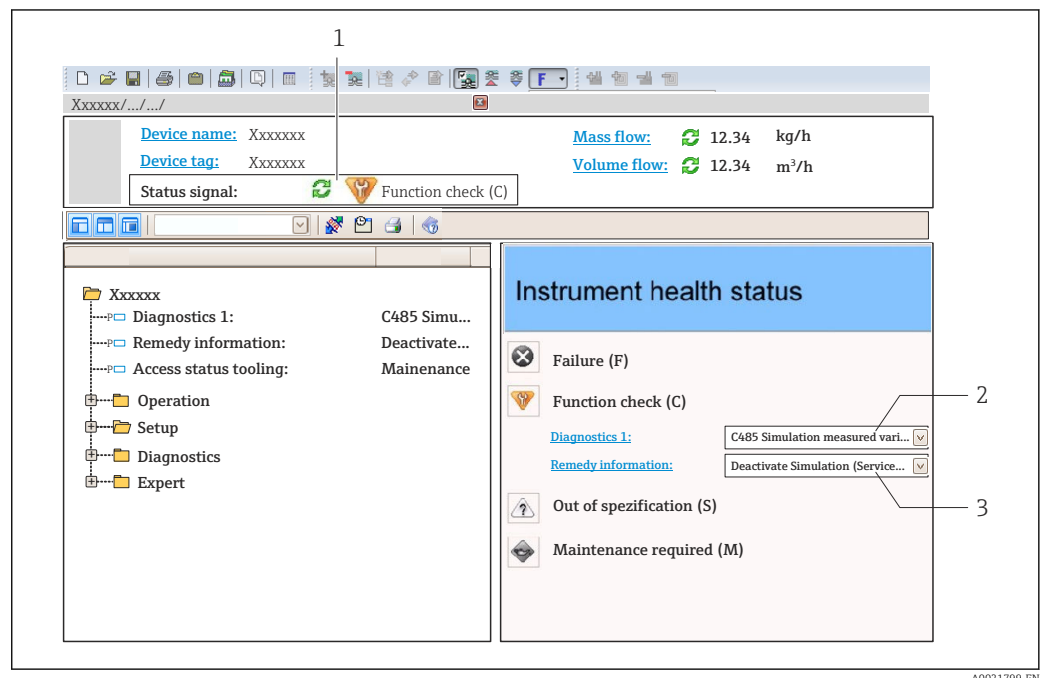 1
F
Xxxxxx/.../.../
Device name: Xxxxxxx
Mass flow: 12.34 kg/h
Device tag: Xxxxxxx
Volume flow: 12.34 m³/h
Status signal: Function check (C)
Xxxxxx
Diagnostics 1: C485 Simu...
Remedy information: Deactivate...
Access status tooling: Mainenance
Operation
Setup
Diagnostics
Expert
Instrument health status
Failure (F)
Function check (C)
2
Diagnostics 1: C485 Simulation measured vari...
Remedy information: Deactivate Simulation (Service...
Out of spezification (S)
3
Maintenance required (M)